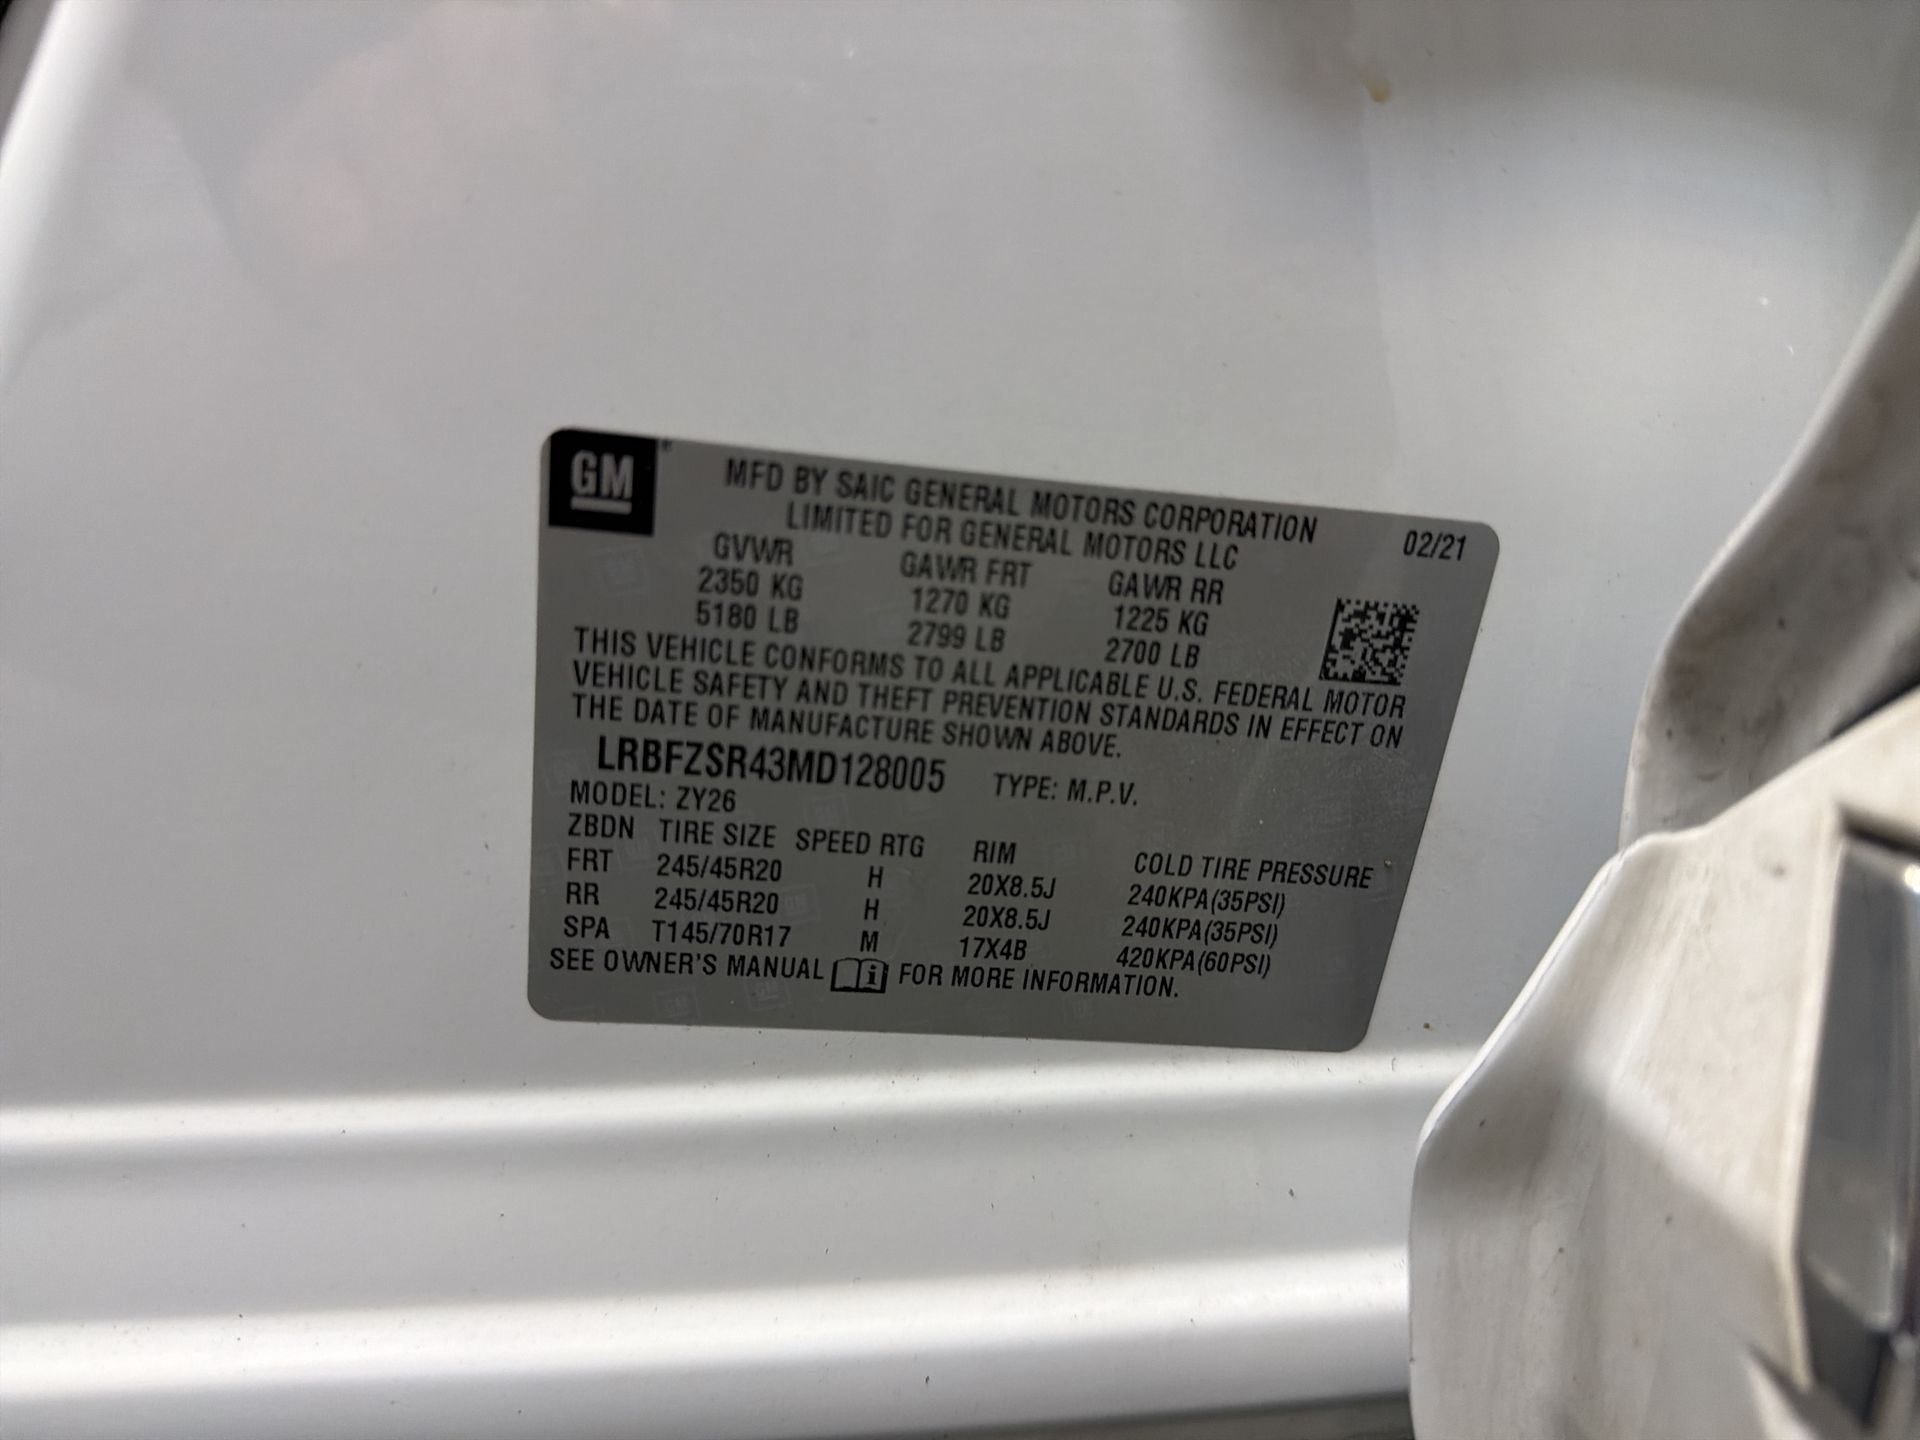 GM
MFD BY SAIC GENERAL MOTORS CORPORATION
LIMITED FOR GENERAL MOTORS LLC
02/21
GVWR GAWR FRT GAWR RR
2350 KG 1270 KG 1225 KG
5180 LB 2799 LB 2700 LB
THIS VEHICLE CONFORMS TO ALL APPLICABLE U.S. FEDERAL MOTOR
VEHICLE SAFETY AND THEFT PREVENTION STANDARDS IN EFFECT ON
THE DATE OF MANUFACTURE SHOWN ABOVE.
LRBFZSR43MD128005 TYPE: M.P.V.
MODEL: ZY26
ZBDN TIRE SIZE SPEED RTG RIM COLD TIRE PRESSURE
FRT 245/45R20 H 20X8.5J 240KPA(35PSI)
RR 245/45R20 H 20X8.5J 240KPA(35PSI)
SPA T145/70R17 M 17X4B 420KPA(60PSI)
SEE OWNER'S MANUAL i FOR MORE INFORMATION.